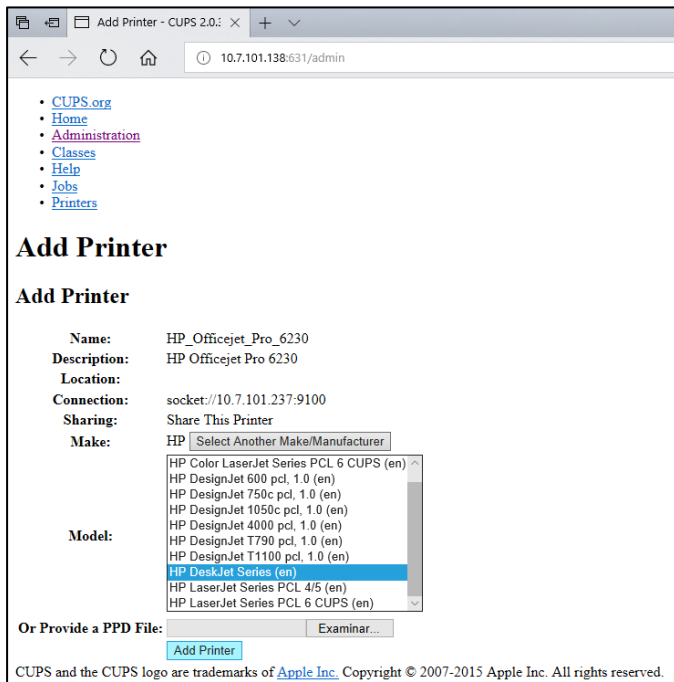 Add Printer - CUPS 2.0.3
10.7.101.138:631/admin
CUPS.org
Home
Administration
Classes
Help
Jobs
Printers
Add Printer
Add Printer
Name: HP_Officejet_Pro_6230
Description: HP Officejet Pro 6230
Location:
Connection: socket://10.7.101.237:9100
Sharing: Share This Printer
Make: HP Select Another Make/Manufacturer
HP Color LaserJet Series PCL 6 CUPS (en)
HP DesignJet 600 pcl, 1.0 (en)
HP DesignJet 750c pcl, 1.0 (en)
HP DesignJet 1050c pcl, 1.0 (en)
HP DesignJet 4000 pcl, 1.0 (en)
HP DesignJet T790 pcl, 1.0 (en)
Model:
HP DesignJet T1100 pcl, 1.0 (en)
HP DeskJet Series (en)
HP LaserJet Series PCL 4/5 (en)
HP LaserJet Series PCL 6 CUPS (en)
Or Provide a PPD File: Examinar...
Add Printer
CUPS and the CUPS logo are trademarks of Apple Inc. Copyright © 2007-2015 Apple Inc. All rights reserved.